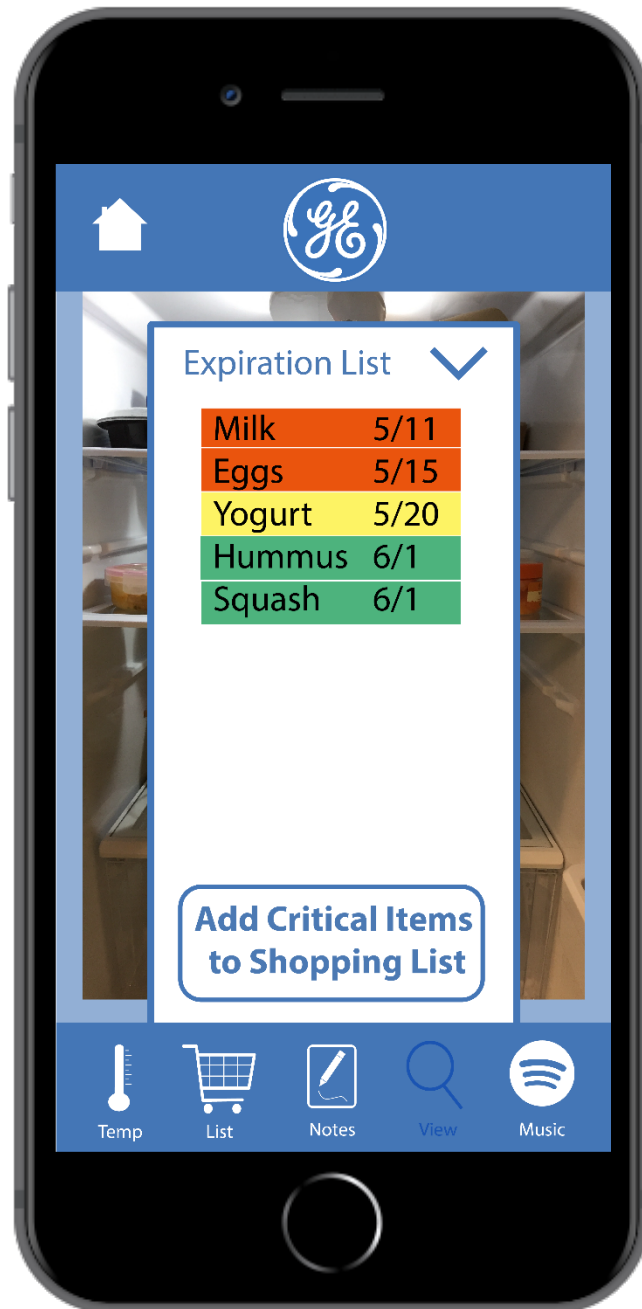 GE
Expiration List
Milk 5/11
Eggs 5/15
Yogurt 5/20
Hummus 6/1
Squash 6/1
Add Critical Items
to Shopping List
Temp List Notes View Music